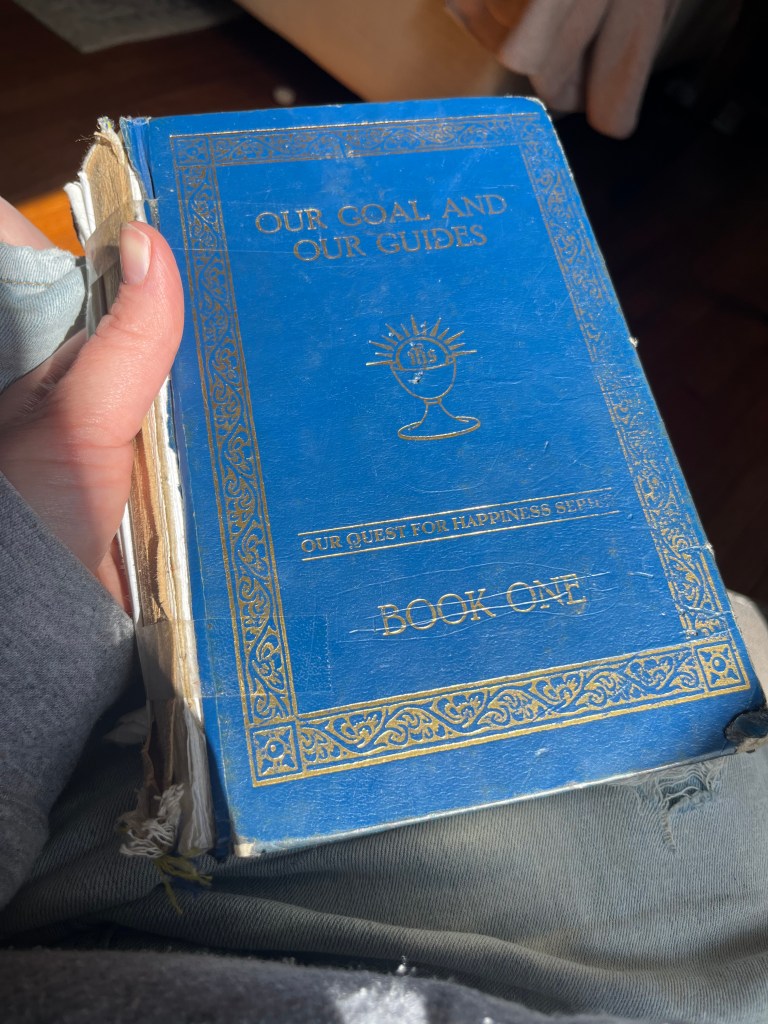 OUR GOAL AND
OUR GUIDES
IHS
OUR QUEST FOR HAPPINESS SERIES
BOOK ONE